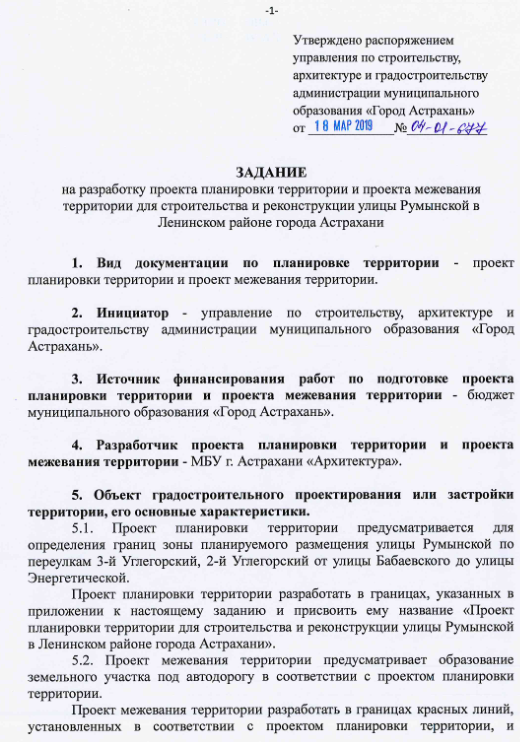 -1-
Утверждено распоряжением
управления по строительству,
архитектуре и градостроительству
администрации муниципального
образования «Город Астрахань»
от 18 МАР 2019 № 04-01-677
ЗАДАНИЕ
на разработку проекта планировки территории и проекта межевания
территории для строительства и реконструкции улицы Румынской в
Ленинском районе города Астрахани
1. Вид документации по планировке территории - проект
планировки территории и проект межевания территории.
2. Инициатор - управление по строительству, архитектуре и
градостроительству администрации муниципального образования «Город
Астрахань».
3. Источник финансирования работ по подготовке проекта
планировки территории и проекта межевания территории - бюджет
муниципального образования «Город Астрахань».
4. Разработчик проекта планировки территории и проекта
межевания территории - МБУ г. Астрахани «Архитектура».
5. Объект градостроительного проектирования или застройки
территории, его основные характеристики.
5.1. Проект планировки территории предусматривается для
определения границ зоны планируемого размещения улицы Румынской по
переулкам 3-й Углегорский, 2-й Углегорский от улицы Бабаевского до улицы
Энергетической.
Проект планировки территории разработать в границах, указанных в
приложении к настоящему заданию и присвоить ему название «Проект
планировки территории для строительства и реконструкции улицы Румынской
в Ленинском районе города Астрахани».
5.2. Проект межевания территории предусматривает образование
земельного участка под автодорогу в соответствии с проектом планировки
территории.
Проект межевания территории разработать в границах красных линий,
установленных в соответствии с проектом планировки территории, и